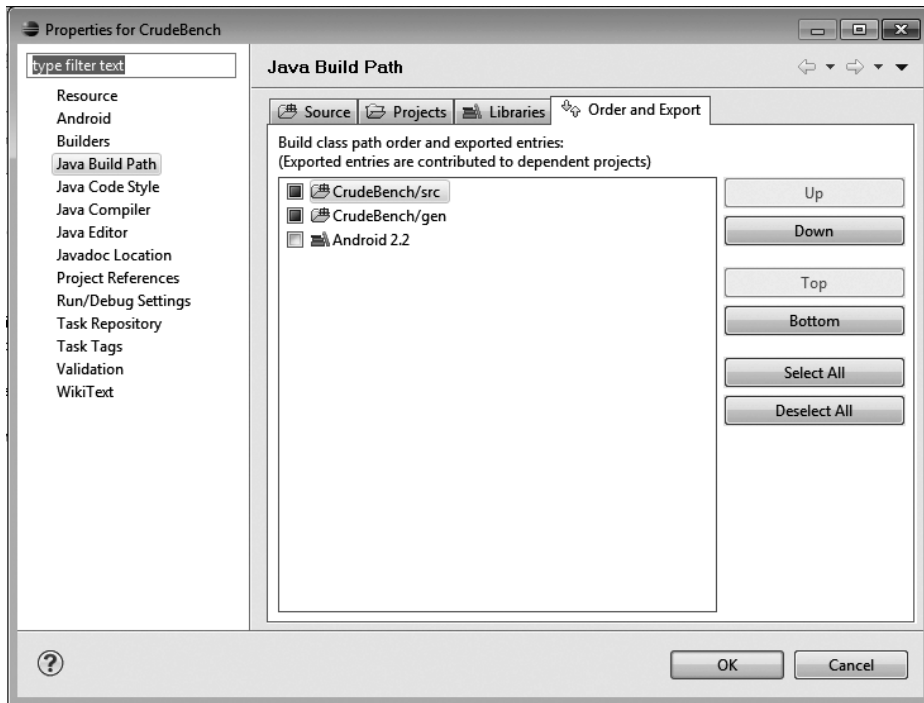 Properties for CrudeBench
type filter text
Resource
Android
Builders
Java Build Path
Java Code Style
Java Compiler
Java Editor
Javadoc Location
Project References
Run/Debug Settings
Task Repository
Task Tags
Validation
WikiText
Java Build Path
Source
Projects
Libraries
Order and Export
Build class path order and exported entries:
(Exported entries are contributed to dependent projects)
CrudeBench/src
CrudeBench/gen
Android 2.2
Up
Down
Top
Bottom
Select All
Deselect All
?
OK
Cancel